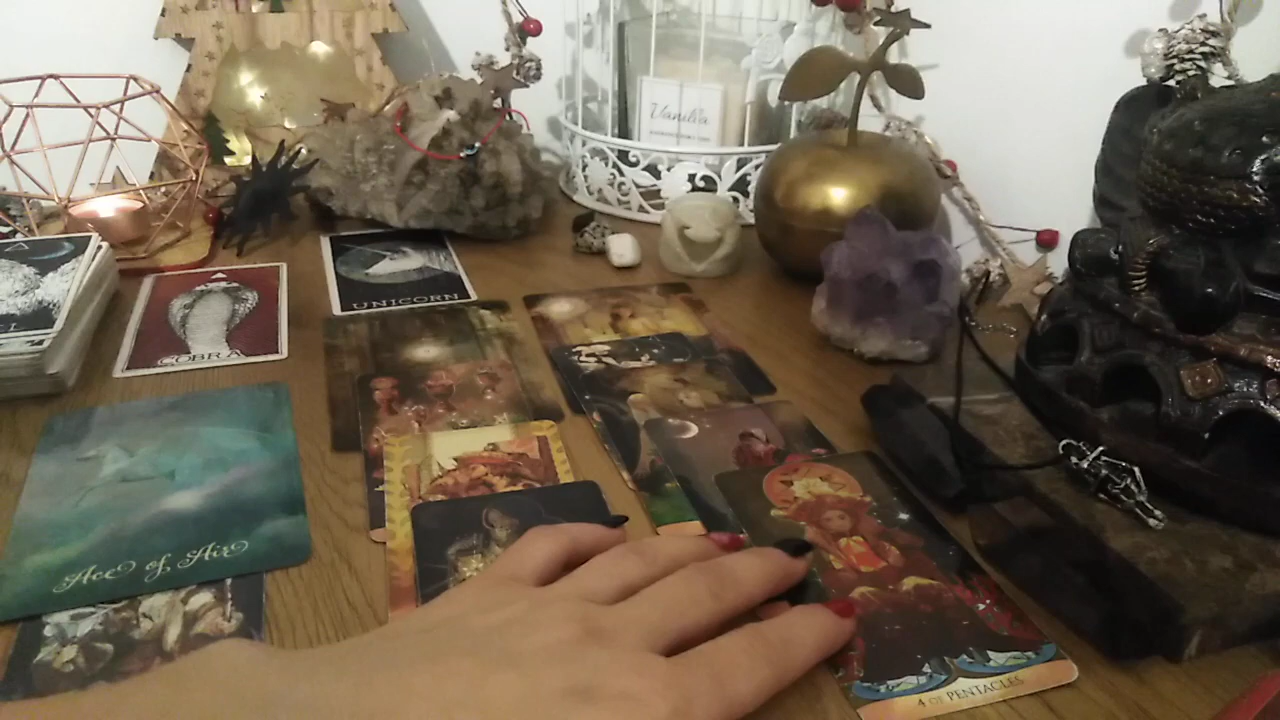 Vanilla
UNICORN
COBRA
Ace of Air
4 OF PENTACLES